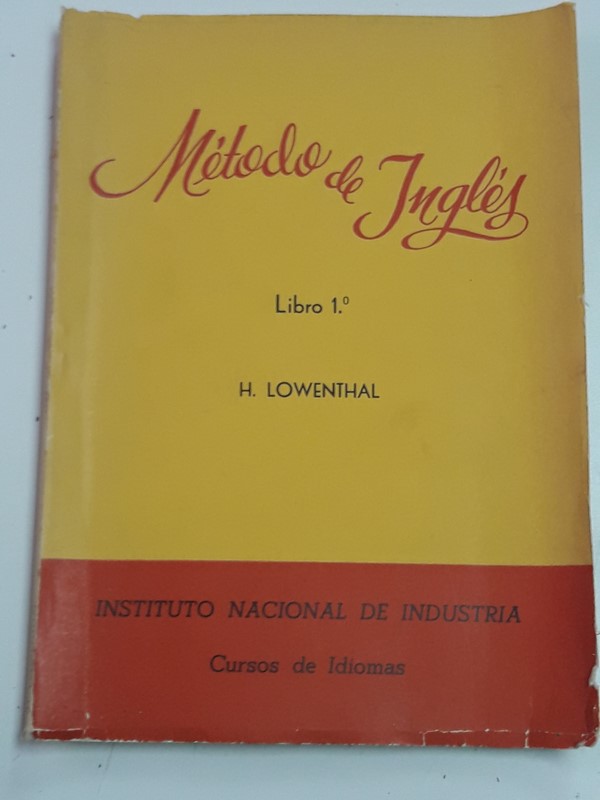 Método de Inglés
Libro 1.º
H. LOWENTHAL
INSTITUTO NACIONAL DE INDUSTRIA
Cursos de Idiomas